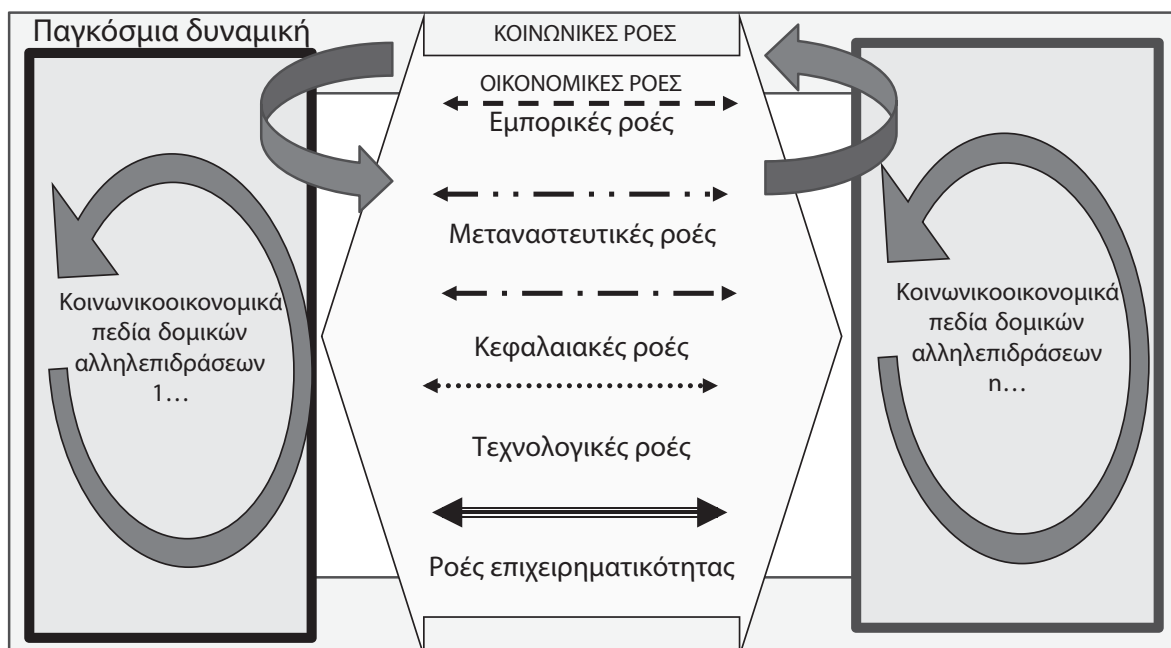 Παγκόσμια δυναμική
ΚΟΙΝΩΝΙΚΕΣ ΡΟΕΣ
ΟΙΚΟΝΟΜΙΚΕΣ ΡΟΕΣ
Εμπορικές ροές
Μεταναστευτικές ροές
Κεφαλαιακές ροές
Τεχνολογικές ροές
Ροές επιχειρηματικότητας
Κοινωνικοοικονομικά
πεδία δομικών
αλληλεπιδράσεων
1…
Κοινωνικοοικονομικά
πεδία δομικών
αλληλεπιδράσεων
n…